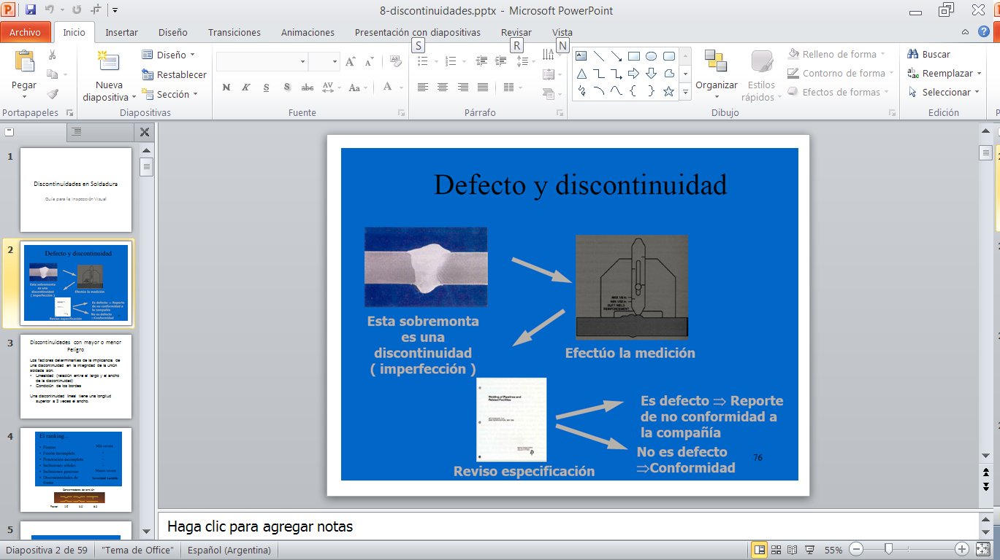 8-discontinuidades.pptx - Microsoft PowerPoint
Archivo Inicio Insertar Diseño Transiciones Animaciones Presentación con diapositivas Revisar Vista
S R N
Pegar
Portapapeles
Nueva
diapositiva
Diseño
Restablecer
Sección
Diapositivas
N K S S abc AV Aa A
Fuente
Párrafo
Organizar
Estilos
rápidos
Relleno de forma
Contorno de forma
Efectos de formas
Dibujo
Buscar
Reemplazar
Seleccionar
Edición
1
Discontinuidades en Soldadura
Guía para la Inspección Visual
2
Defecto y discontinuidad
Esta sobremonta
es una
discontinuidad
( imperfección )
Efectúo la medición
Es defecto ⇒ Reporte
de no conformidad a
la compañía
No es defecto
⇒Conformidad
Reviso especificación
3
Discontinuidades con mayor o menor
Peligro
Los factores determinantes de la implicancia de
una discontinuidad en la integridad de la unión
soldada son:
• Linealidad (relación entre el largo y el ancho
de la discontinuidad)
• Condición de los bordes
Una discontinuidad lineal tiene una longitud
superior a 3 veces el ancho.
4
El ranking...
• Fisuras
• Fusión incompleta
• Penetración incompleta
• Inclusiones sólidas
• Inclusiones gaseosas
• Discontinuidades de
forma
Más severa
Menos severa
Severidad variable
5
Defecto y discontinuidad
Esta sobremonta
es una
discontinuidad
( imperfección )
MAX 1/8 in.
MIN 1/32 in.
BUTT WELD
REINFORCEMENT
Efectúo la medición
Welding of Pipelines and
Related Facilities
Reviso especificación
Es defecto ⇒ Reporte
de no conformidad a
la compañía
No es defecto
⇒Conformidad
76
Haga clic para agregar notas
Diapositiva 2 de 59 "Tema de Office" Español (Argentina) 55%